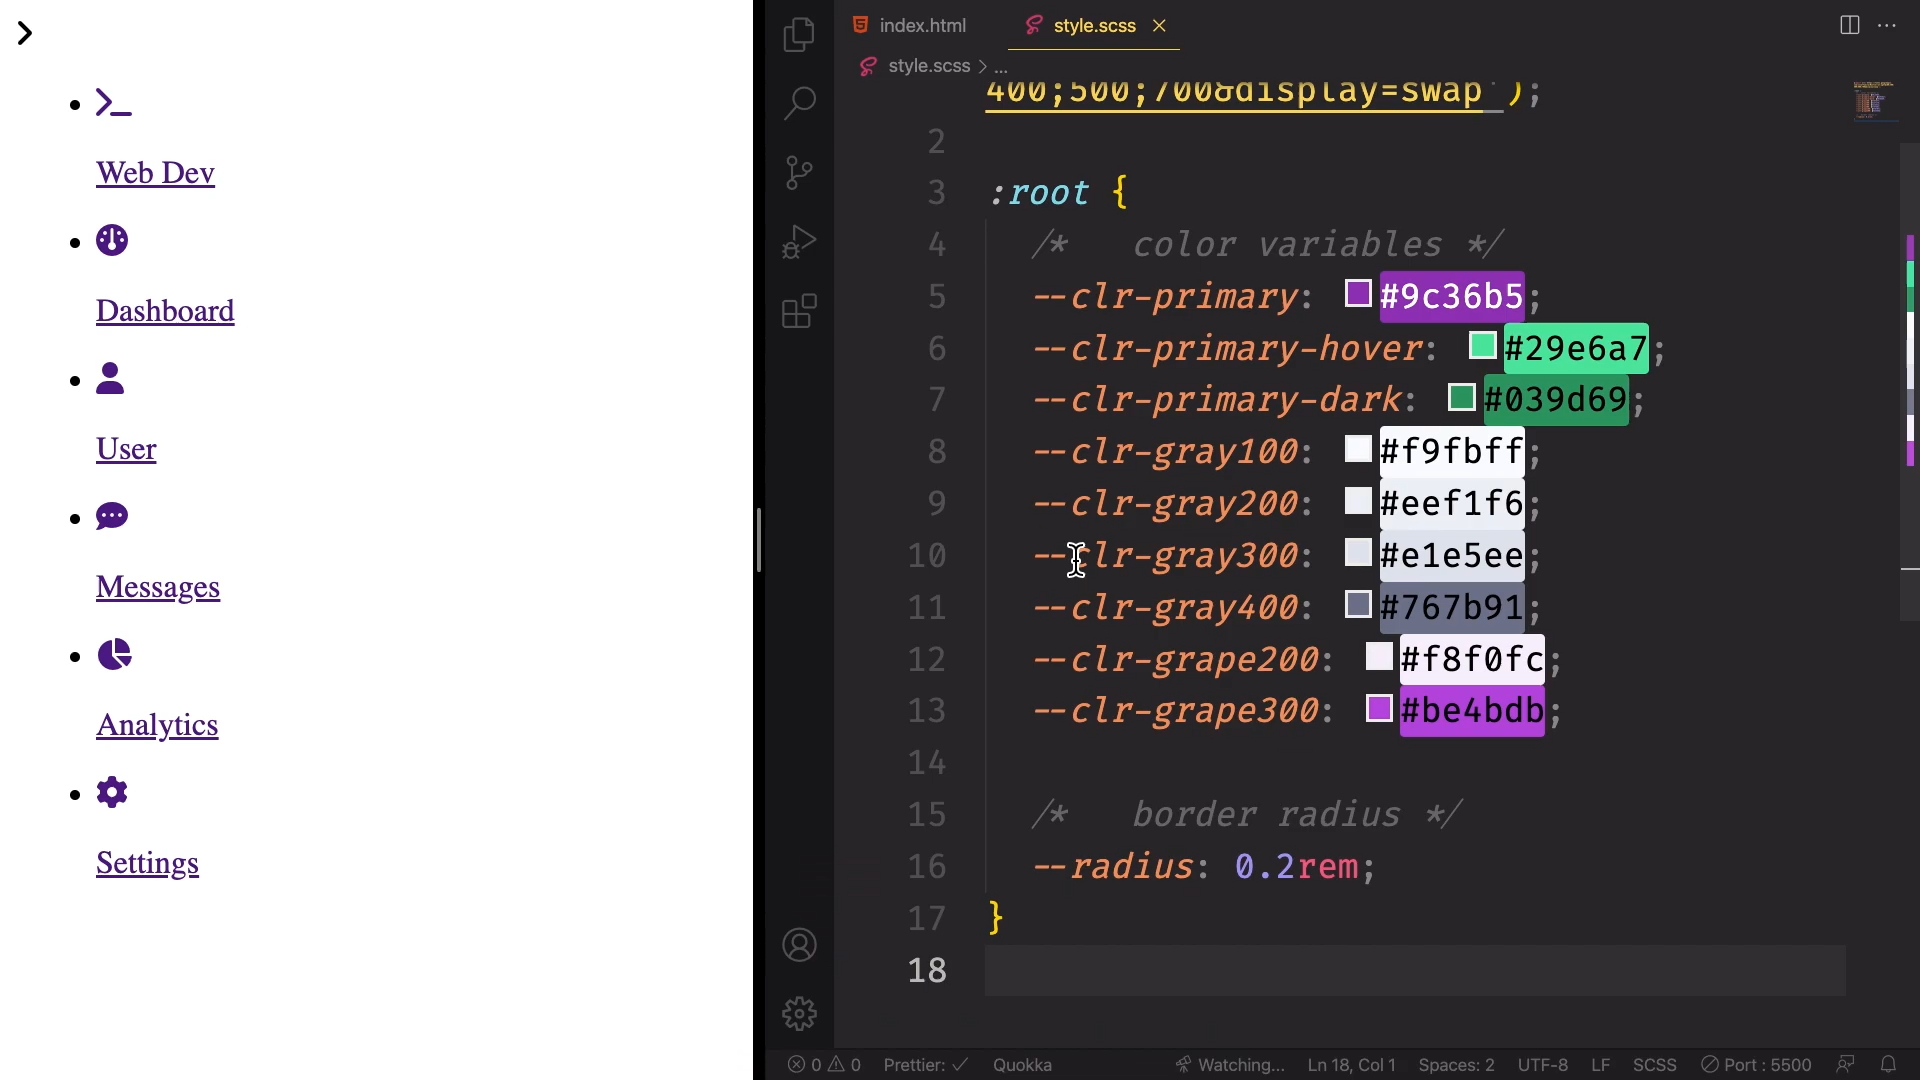 Web Dev
Dashboard
User
Messages
Analytics
Settings
index.html
style.scss
style.scss > ...
400;500;700&display=swap');
2
3 :root {
4 /* color variables */
5 --clr-primary: #9c36b5;
6 --clr-primary-hover: #29e6a7;
7 --clr-primary-dark: #039d69;
8 --clr-gray100: #f9fbff;
9 --clr-gray200: #eef1f6;
10 --clr-gray300: #e1e5ee;
11 --clr-gray400: #767b91;
12 --clr-grape200: #f8f0fc;
13 --clr-grape300: #be4bdb;
14
15 /* border radius */
16 --radius: 0.2rem;
17 }
18
0 0 Prettier: ✓ Quokka Watching... Ln 18, Col 1 Spaces: 2 UTF-8 LF SCSS Port : 5500